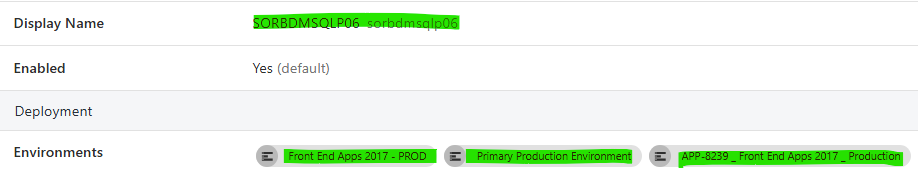 Display Name SORBDMSQLP06 sorbdmsqlp06
Enabled Yes (default)
Deployment
Environments Front End Apps 2017 - PROD Primary Production Environment APP-8239 _ Front End Apps 2017 _ Production